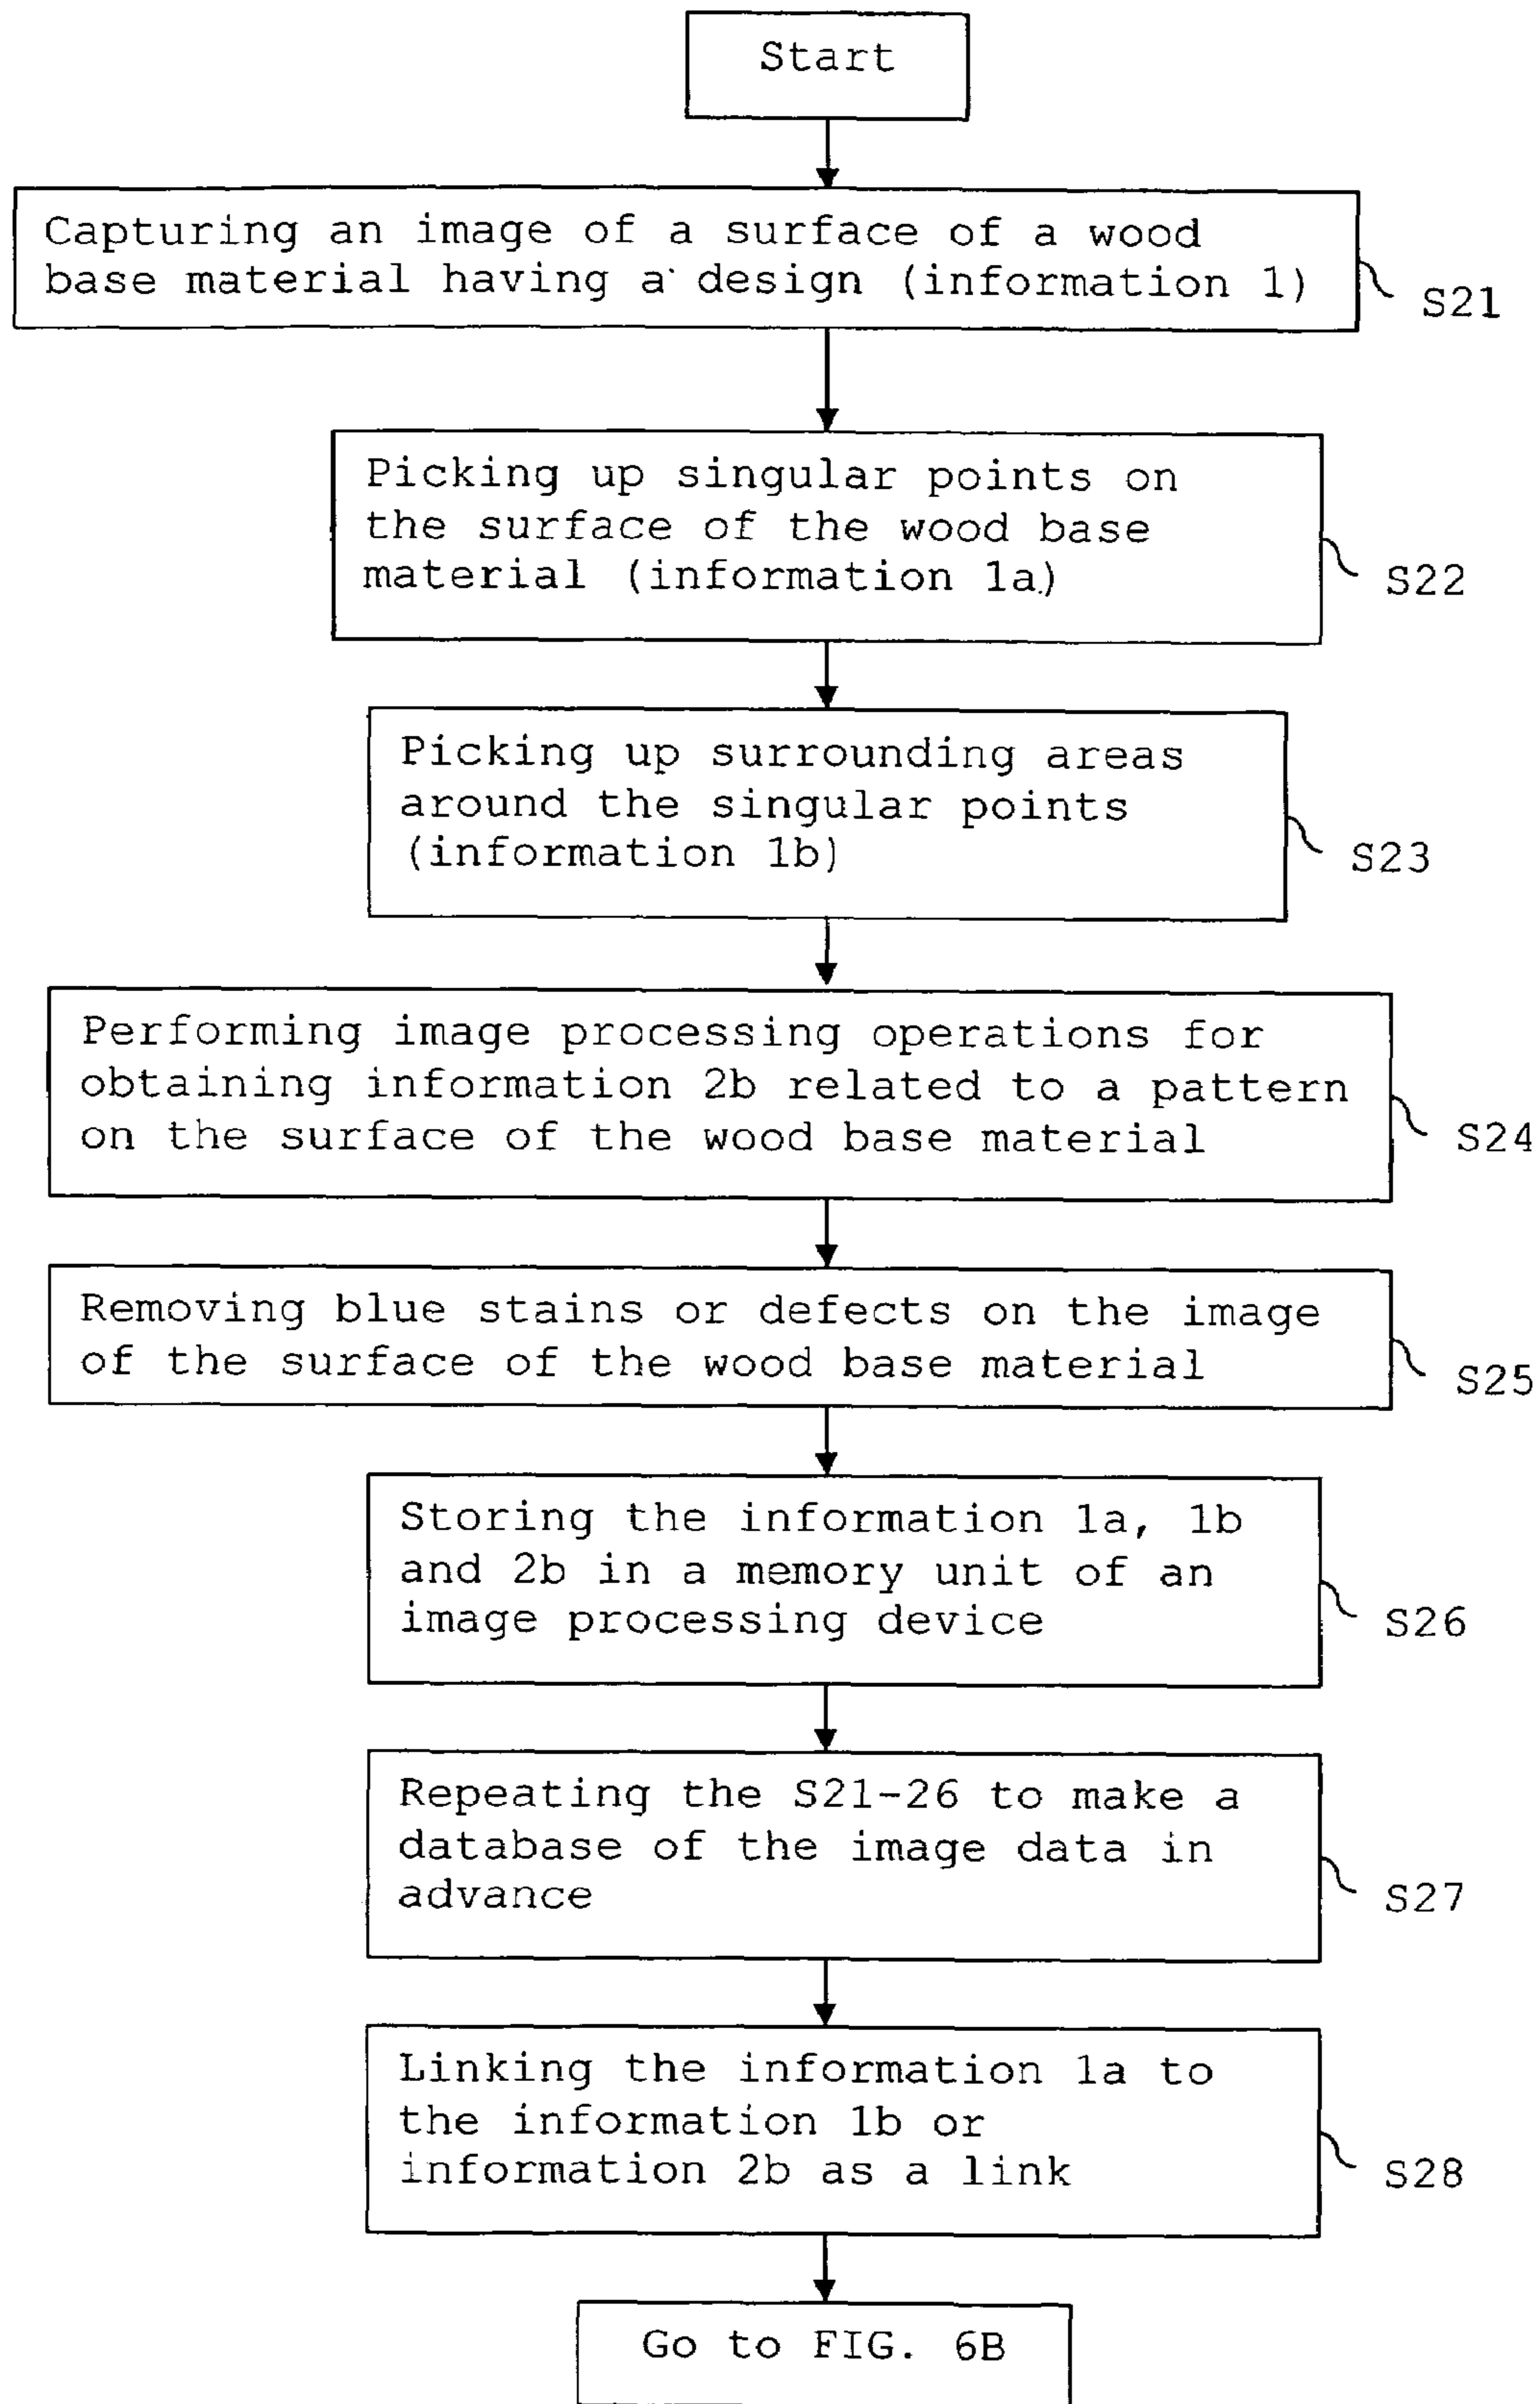 Start
Capturing an image of a surface of a wood
base material having a design (information 1)
S21
Picking up singular points on
the surface of the wood base
material (information 1a)
S22
Picking up surrounding areas
around the singular points
(information 1b)
S23
Performing image processing operations for
obtaining information 2b related to a pattern
on the surface of the wood base material
S24
Removing blue stains or defects on the image
of the surface of the wood base material
S25
Storing the information 1a, 1b
and 2b in a memory unit of an
image processing device
S26
Repeating the S21-26 to make a
database of the image data in
advance
S27
Linking the information 1a to
the information 1b or
information 2b as a link
S28
Go to FIG. 6B